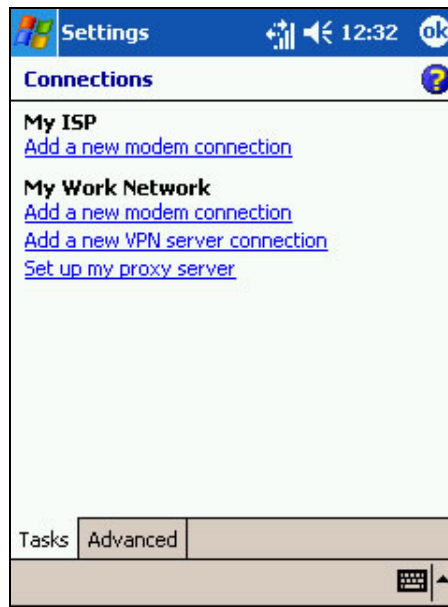 Settings 12:32 ok
Connections ?
My ISP
Add a new modem connection
My Work Network
Add a new modem connection
Add a new VPN server connection
Set up my proxy server
Tasks Advanced